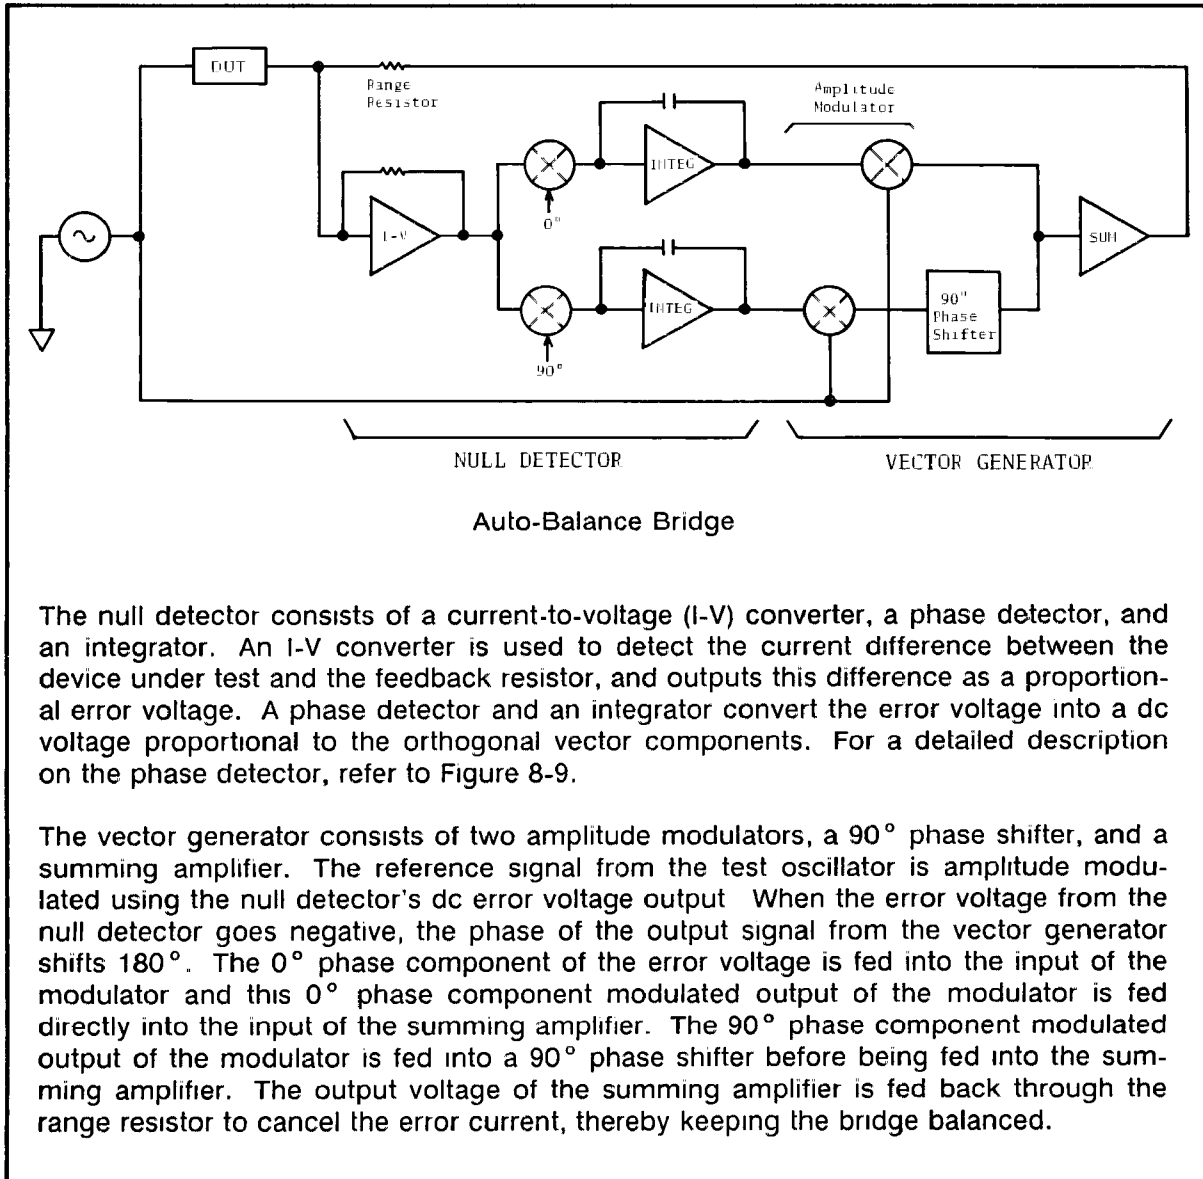 DUT
Range
Resistor
Amplitude
Modulator
INTEG
0°
I-V
SUM
INTEG
90°
Phase
Shifter
90°
NULL DETECTOR
VECTOR GENERATOR
Auto-Balance Bridge
The null detector consists of a current-to-voltage (I-V) converter, a phase detector, and
an integrator. An I-V converter is used to detect the current difference between the
device under test and the feedback resistor, and outputs this difference as a proportion-
al error voltage. A phase detector and an integrator convert the error voltage into a dc
voltage proportional to the orthogonal vector components. For a detailed description
on the phase detector, refer to Figure 8-9.
The vector generator consists of two amplitude modulators, a 90° phase shifter, and a
summing amplifier. The reference signal from the test oscillator is amplitude modu-
lated using the null detector's dc error voltage output When the error voltage from the
null detector goes negative, the phase of the output signal from the vector generator
shifts 180°. The 0° phase component of the error voltage is fed into the input of the
modulator and this 0° phase component modulated output of the modulator is fed
directly into the input of the summing amplifier. The 90° phase component modulated
output of the modulator is fed into a 90° phase shifter before being fed into the sum-
ming amplifier. The output voltage of the summing amplifier is fed back through the
range resistor to cancel the error current, thereby keeping the bridge balanced.